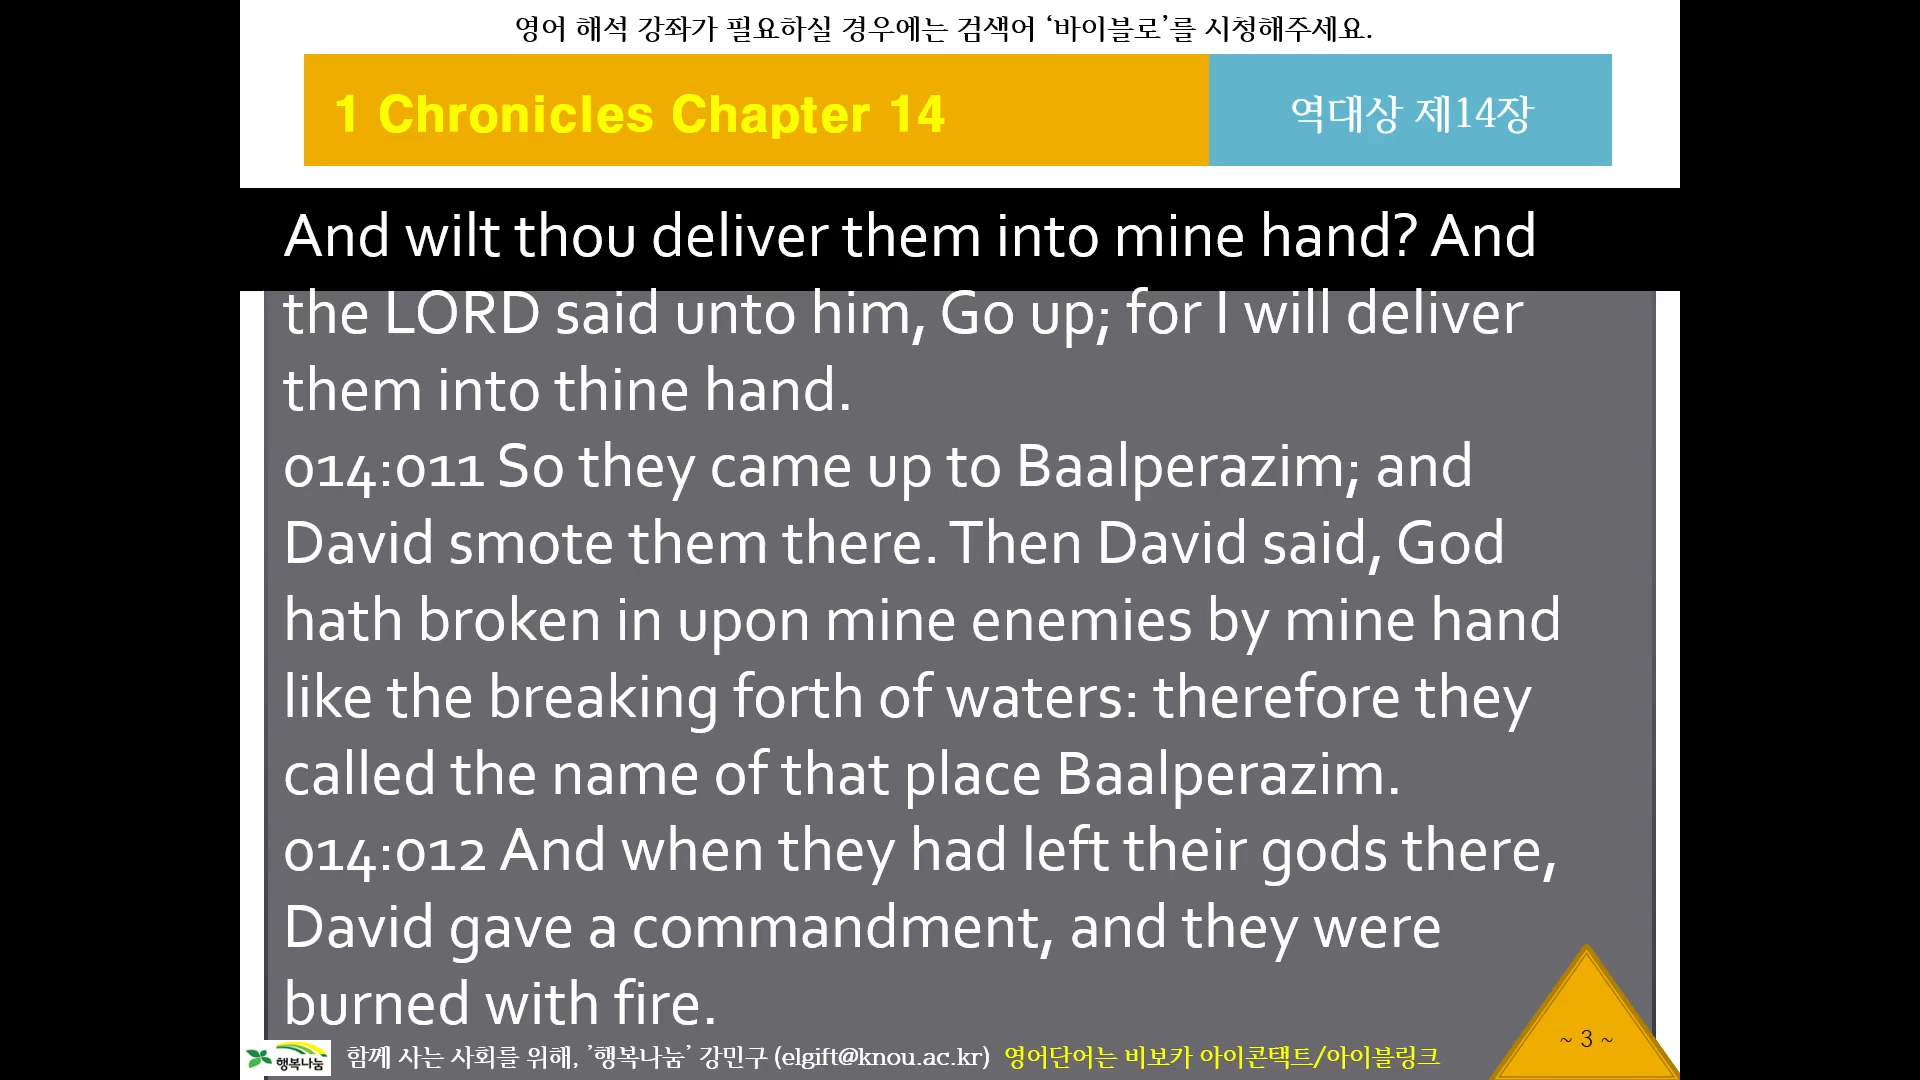 영어 해석 강좌가 필요하실 경우에는 검색어 ‘바이블로’를 시청해주세요.
1 Chronicles Chapter 14
역대상 제14장
And wilt thou deliver them into mine hand? And
the LORD said unto him, Go up; for I will deliver
them into thine hand.
014:011 So they came up to Baalperazim; and
David smote them there. Then David said, God
hath broken in upon mine enemies by mine hand
like the breaking forth of waters: therefore they
called the name of that place Baalperazim.
014:012 And when they had left their gods there,
David gave a commandment, and they were
burned with fire.
~ 3 ~
행복나눔
함께 사는 사회를 위해, ’행복나눔’ 강민구 (elgift@knou.ac.kr) 영어단어는 비보카 아이콘택트/아이블링크